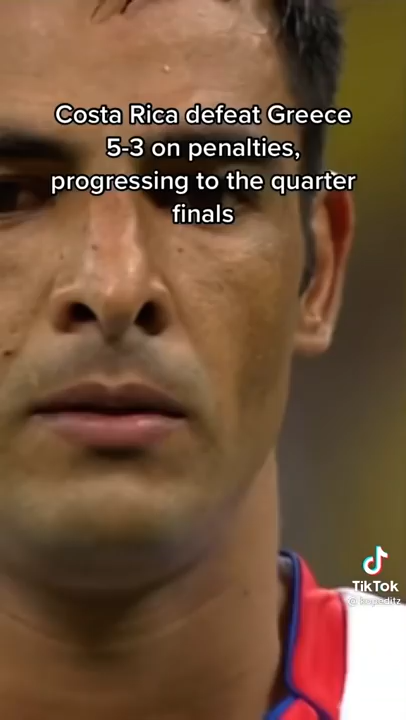 Costa Rica defeat Greece
5-3 on penalties,
progressing to the quarter
finals
TikTok